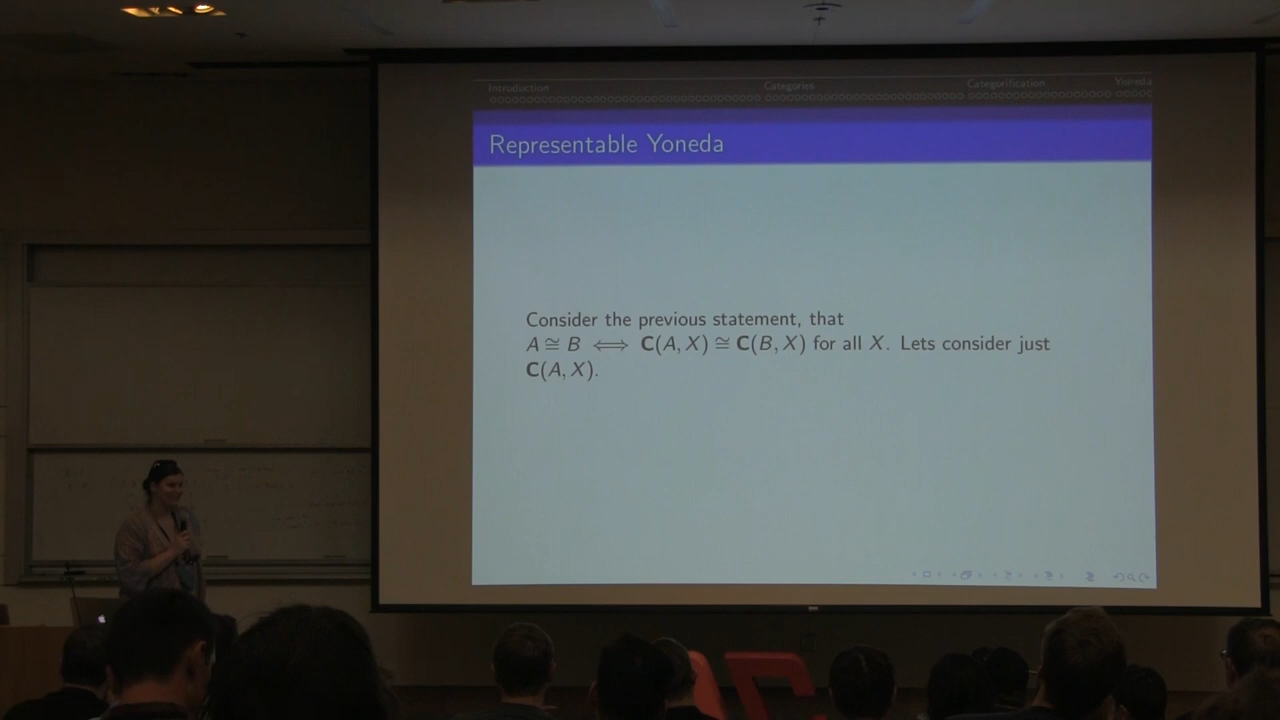 Introduction Categories Categorification Yoneda
Representable Yoneda
Consider the previous statement, that
A ≅ B ⟺ C(A, X) ≅ C(B, X) for all X. Lets consider just
C(A, X).